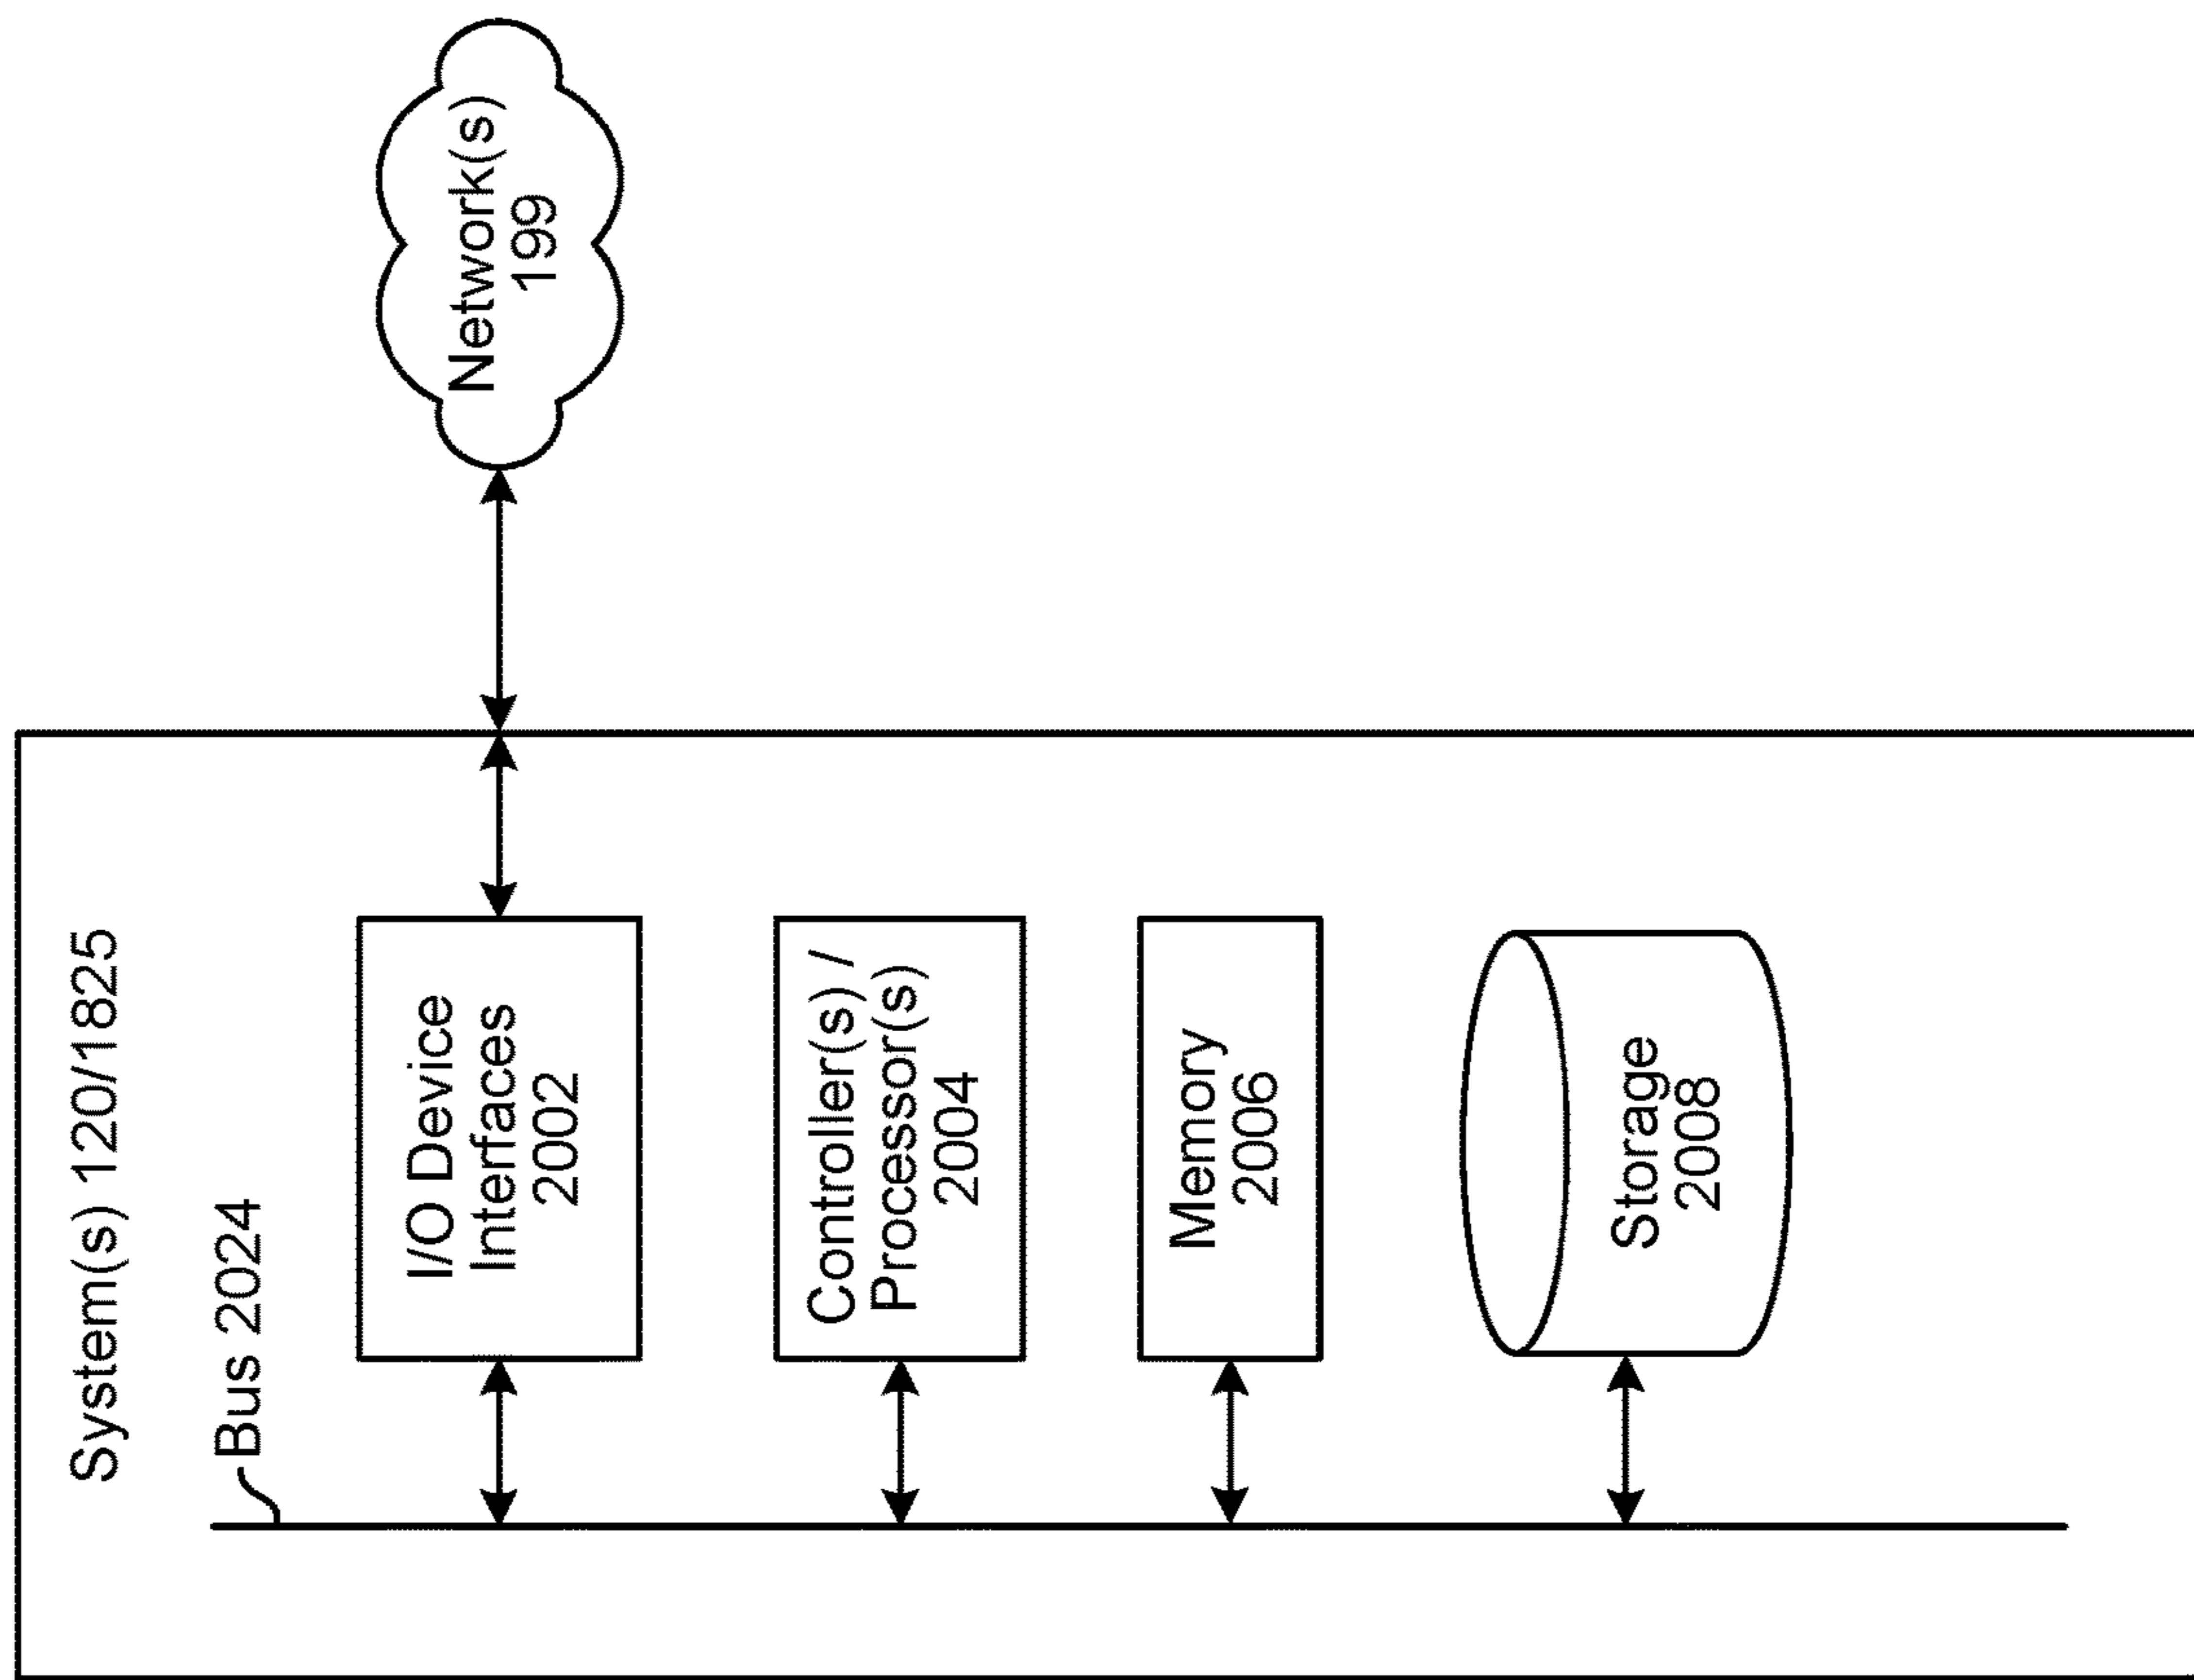 System(s) 120/1825
Bus 2024
I/O Device
Interfaces
2002
Network(s)
199
Controller(s) /
Processor(s)
2004
Memory
2006
Storage
2008